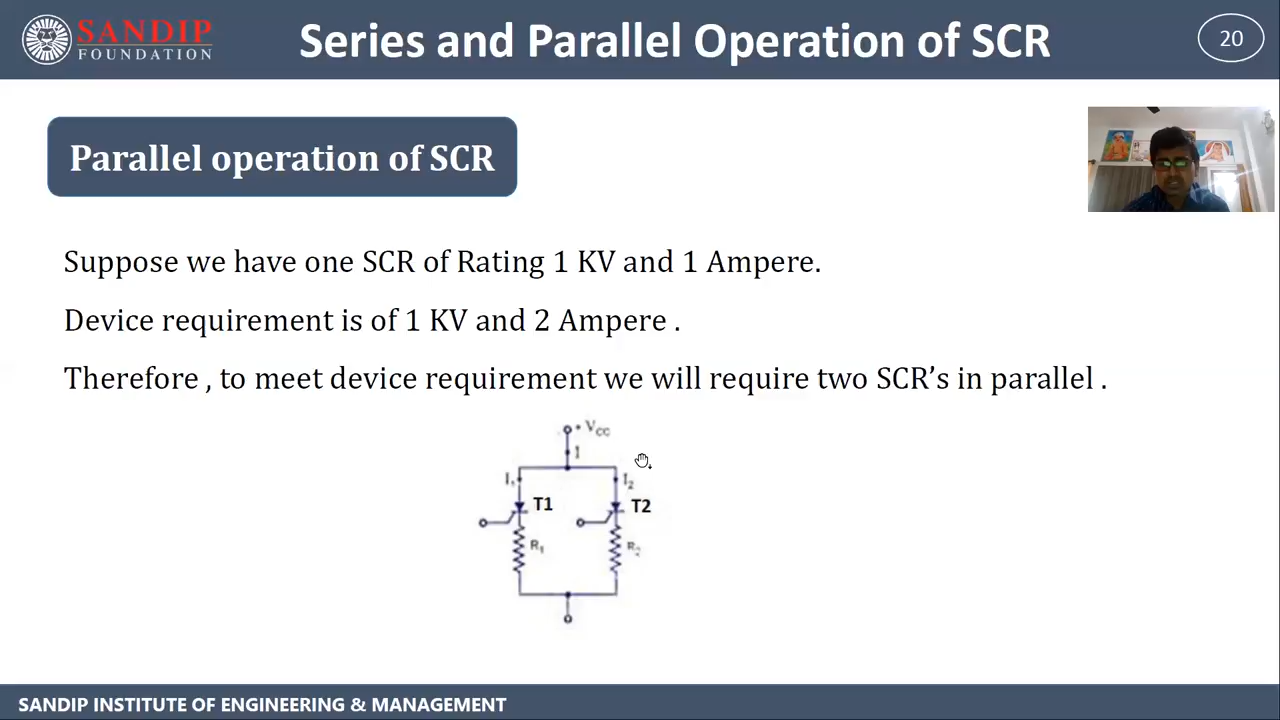 SANDIP
FOUNDATION
Series and Parallel Operation of SCR
20
Parallel operation of SCR
Suppose we have one SCR of Rating 1 KV and 1 Ampere.
Device requirement is of 1 KV and 2 Ampere .
Therefore , to meet device requirement we will require two SCR’s in parallel .
+ VCC
I
I1
I2
T1
T2
R1
R2
SANDIP INSTITUTE OF ENGINEERING & MANAGEMENT